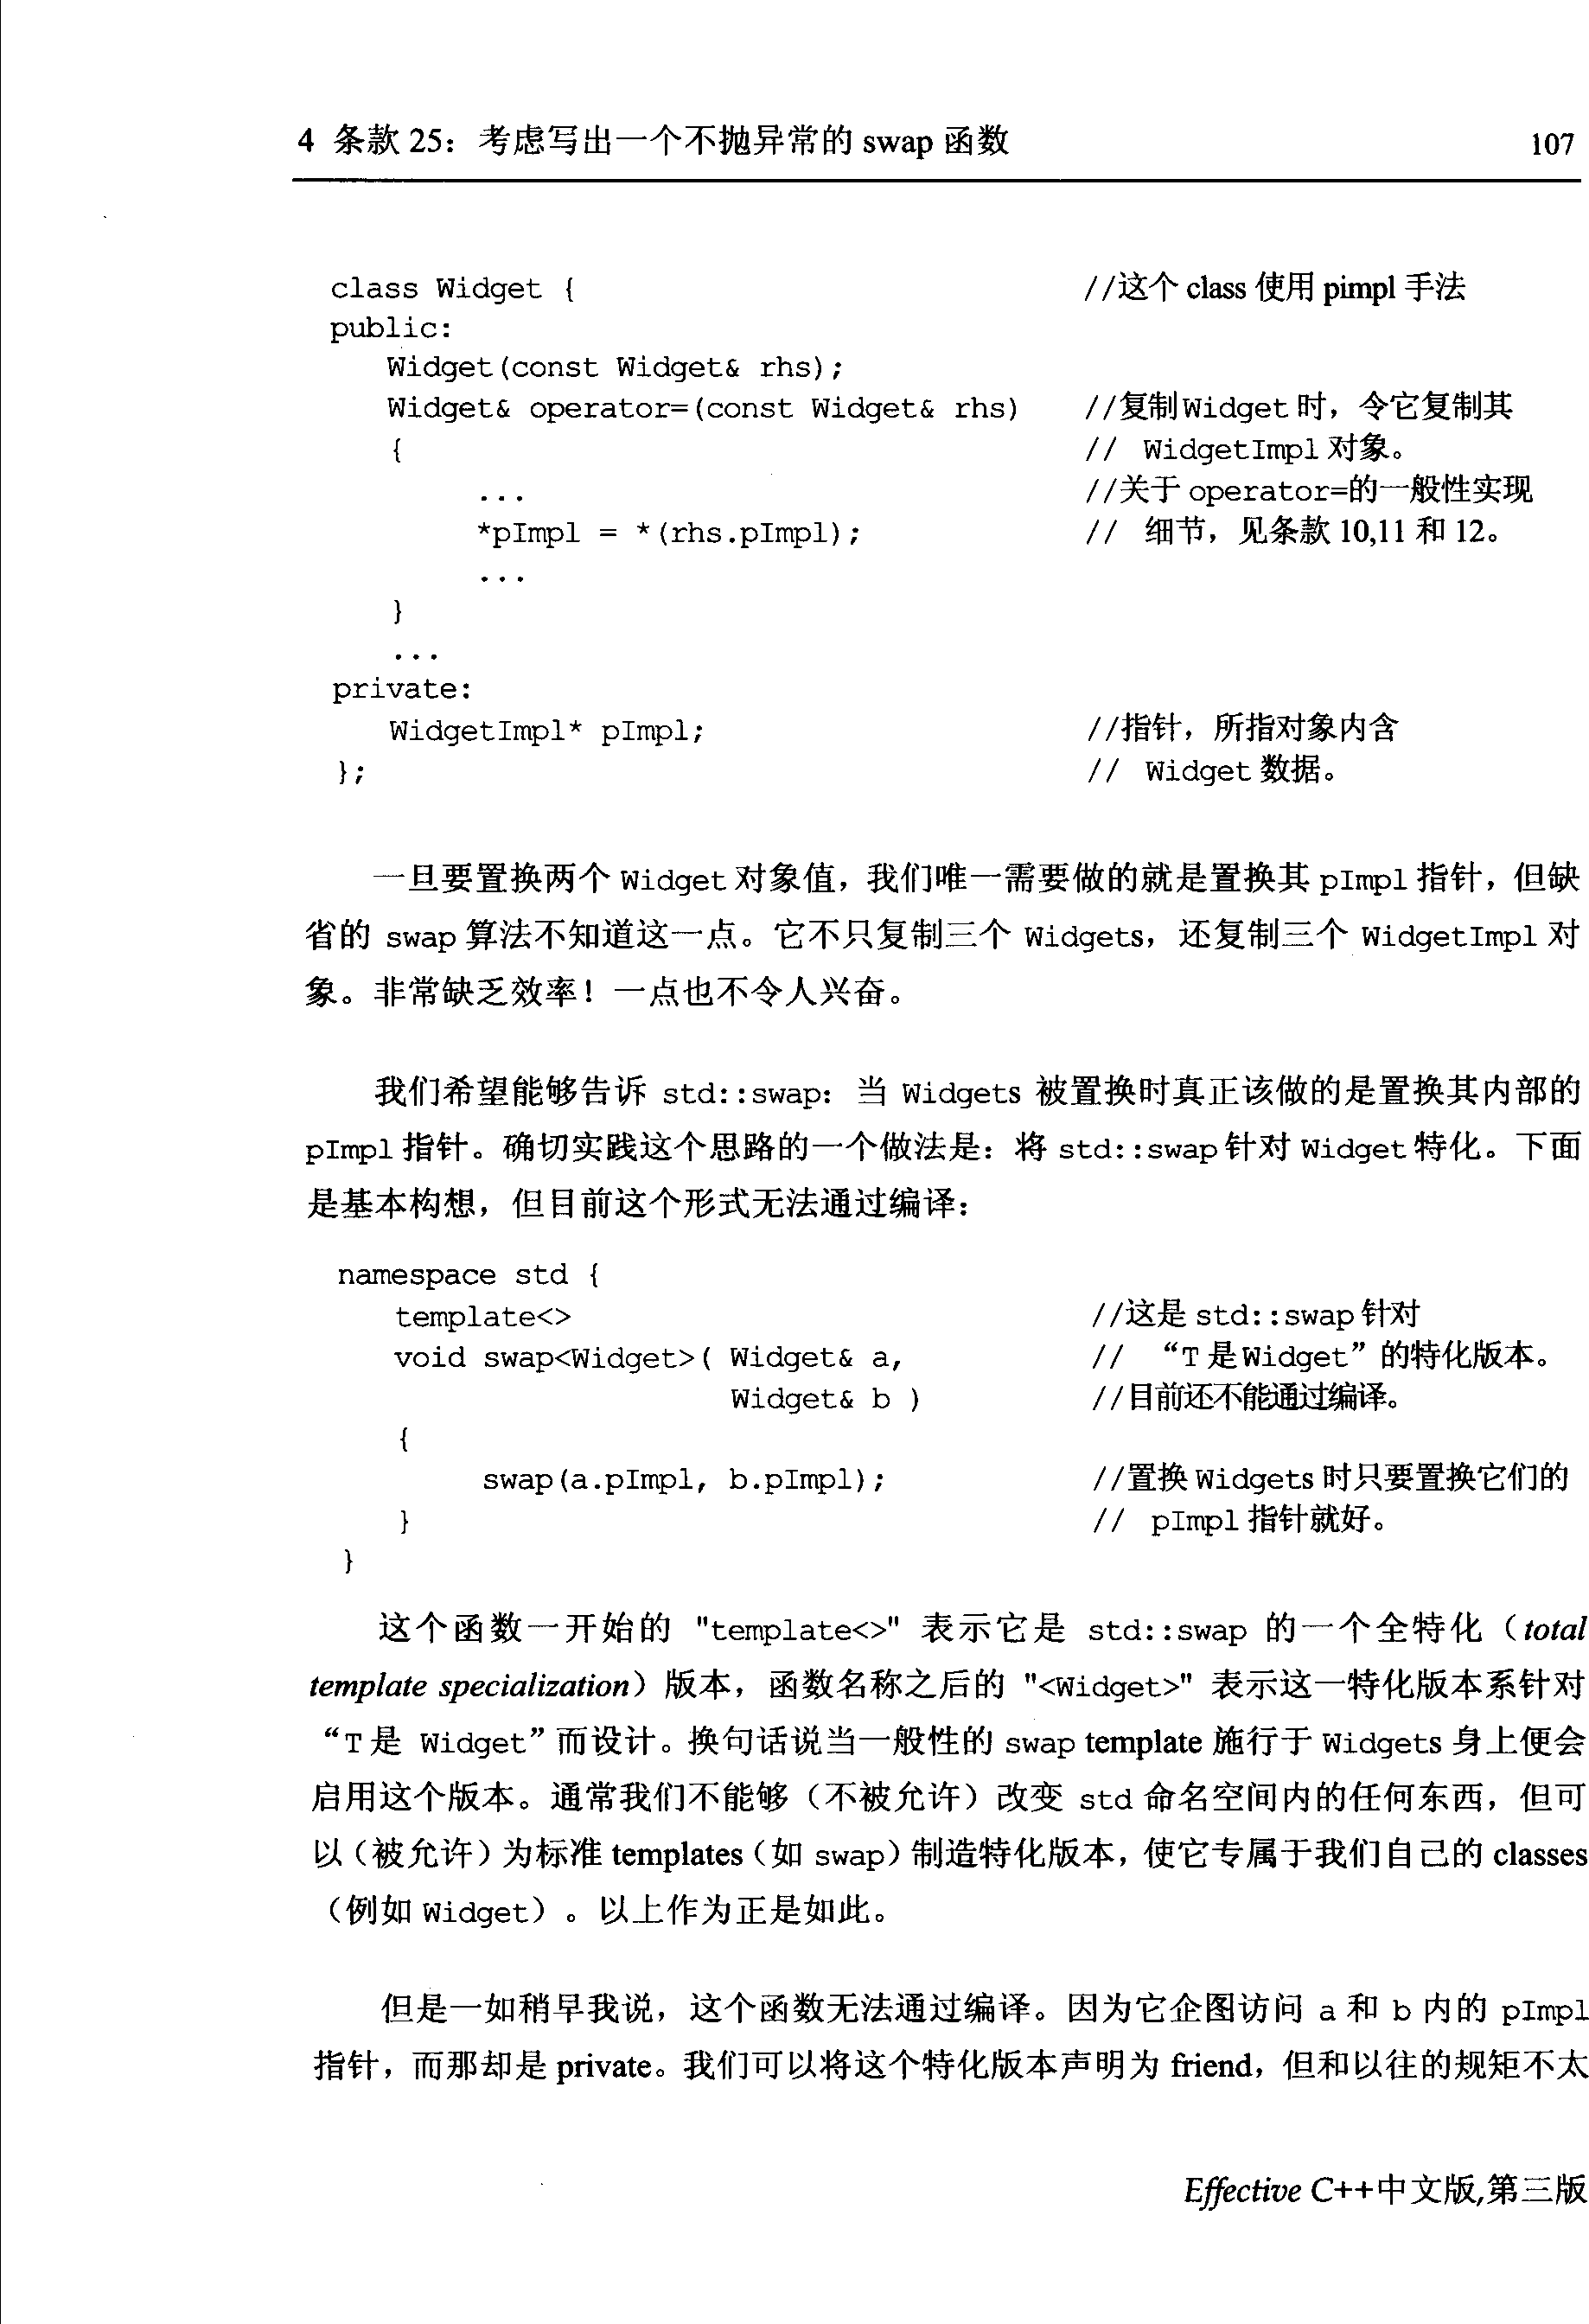 4 条款 25：考虑写出一个不抛异常的 swap 函数 107
class Widget { //这个 class 使用 pimpl 手法
public:
Widget(const Widget& rhs);
Widget& operator=(const Widget& rhs) //复制Widget 时，令它复制其
{ // WidgetImpl 对象。
... //关于 operator=的一般性实现
*pImpl = *(rhs.pImpl); // 细节，见条款 10,11 和 12。
...
}
...
private:
WidgetImpl* pImpl; //指针，所指对象内含
}; // Widget 数据。
一旦要置换两个 Widget 对象值，我们唯一需要做的就是置换其 pImpl 指针，但缺
省的 swap 算法不知道这一点。它不只复制三个 Widgets，还复制三个 WidgetImpl 对
象。非常缺乏效率！一点也不令人兴奋。
我们希望能够告诉 std::swap：当 Widgets 被置换时真正该做的是置换其内部的
pImpl 指针。确切实践这个思路的一个做法是：将 std::swap 针对 Widget 特化。下面
是基本构想，但目前这个形式无法通过编译：
namespace std {
template<> //这是 std::swap 针对
void swap<Widget>( Widget& a, // “T 是Widget”的特化版本。
Widget& b ) //目前还不能通过编译。
{
swap(a.pImpl, b.pImpl); //置换 Widgets 时只要置换它们的
} // pImpl 指针就好。
}
这个函数一开始的 "template<>" 表示它是 std::swap 的一个全特化（total
template specialization）版本，函数名称之后的 "<Widget>" 表示这一特化版本系针对
“T 是 Widget”而设计。换句话说当一般性的 swap template 施行于 Widgets 身上便会
启用这个版本。通常我们不能够（不被允许）改变 std 命名空间内的任何东西，但可
以（被允许）为标准 templates（如 swap）制造特化版本，使它专属于我们自己的 classes
（例如 Widget）。以上作为正是如此。
但是一如稍早我说，这个函数无法通过编译。因为它企图访问 a 和 b 内的 pImpl
指针，而那却是 private。我们可以将这个特化版本声明为 friend，但和以往的规矩不太
Effective C++中文版,第三版